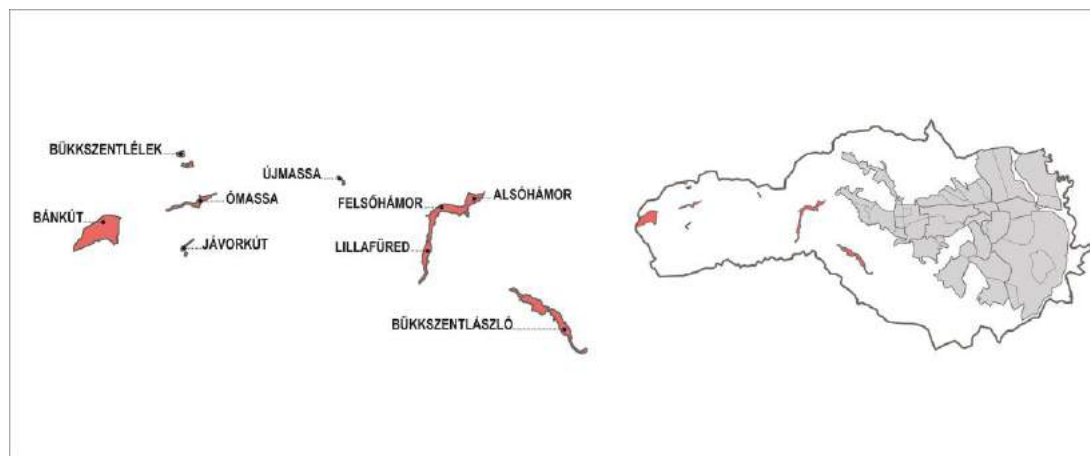 BÜKKSZENTLÉLEK
ÚJMASSA
ÓMASSA
FELSŐHÁMOR
ALSÓHÁMOR
BÁNKÚT
JÁVORKÚT
LILLAFÜRED
BÜKKSZENTLÁSZLÓ